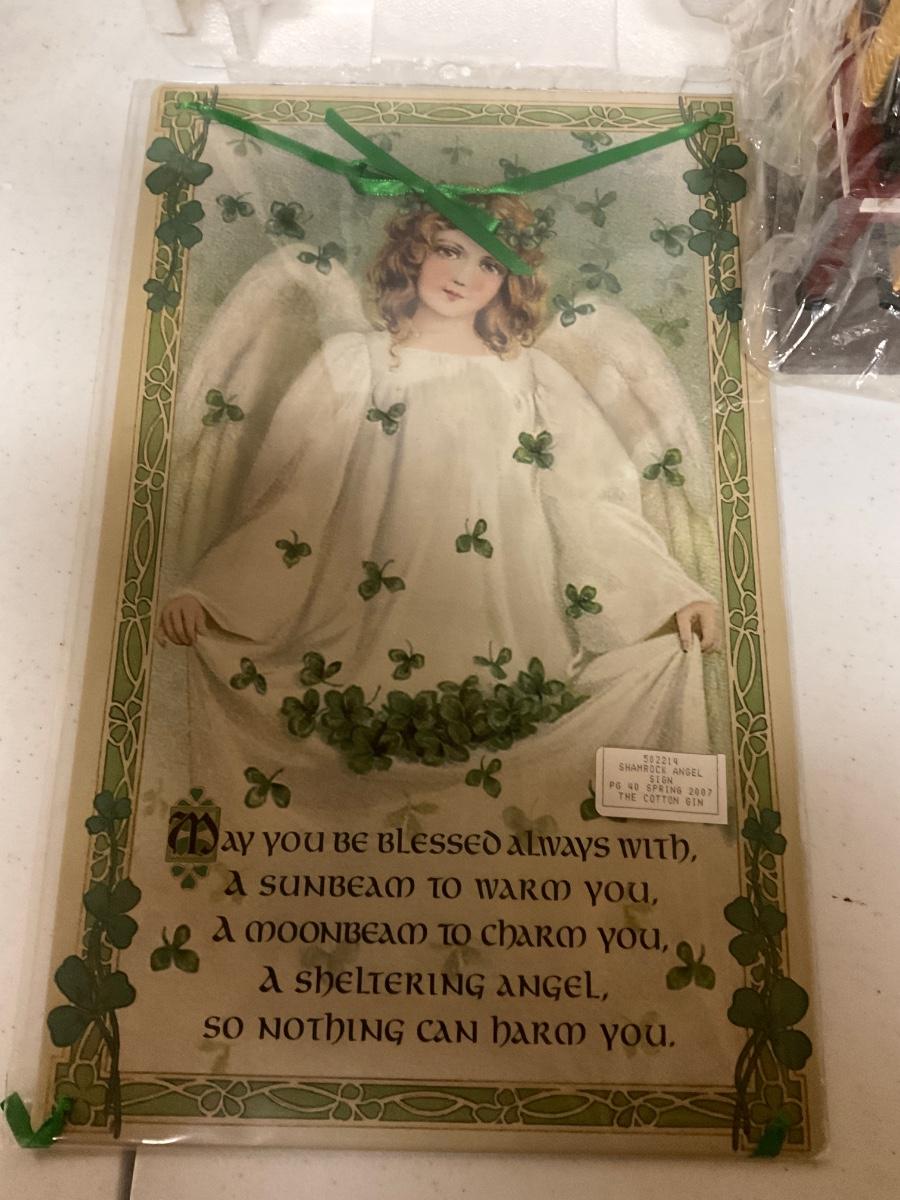 502214
SHAMROCK ANGEL
SIGN
PG 40 SPRING 2007
THE COTTON GIN
May you be blessed always with,
a sunbeam to warm you,
a moonbeam to charm you,
a sheltering angel,
so nothing can harm you.